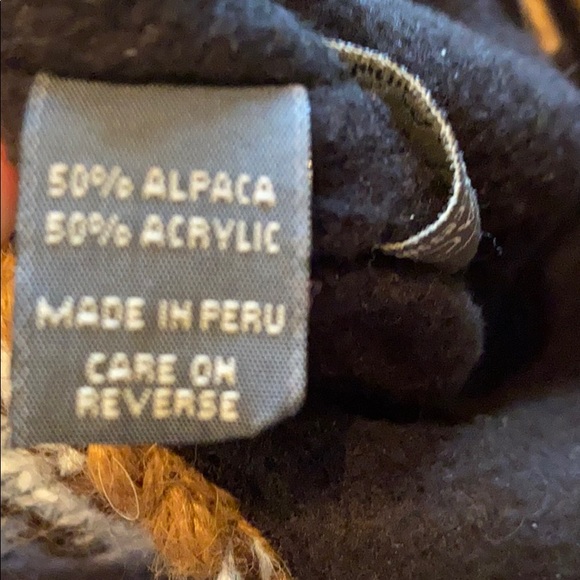 50% ALPACA
50% ACRYLIC
MADE IN PERU
CARE ON
REVERSE